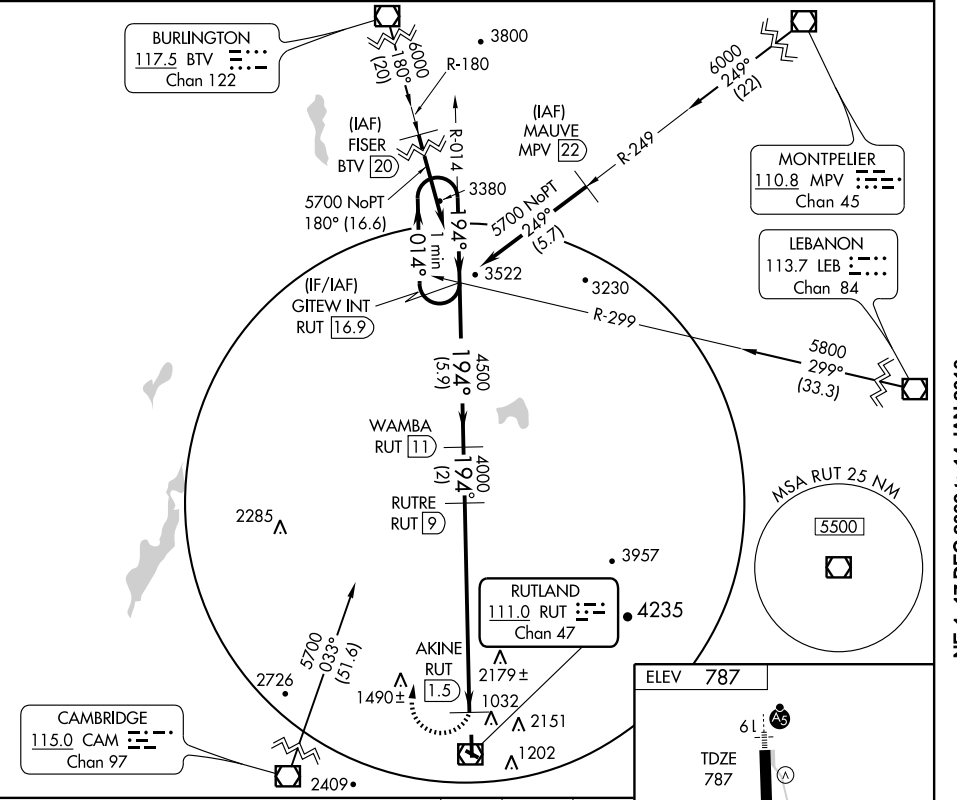 BURLINGTON
117.5 BTV
Chan 122
6000
180°
(20)
3800
R-180
R-014
(IAF)
FISER
BTV 20
5700 NoPT
180° (16.6)
(IAF)
MAUVE
MPV 22
6000
249°
(22)
R-249
5700 NoPT
249°
(5.7)
MONTPELIER
110.8 MPV
Chan 45
3380
194°
014°
1 min
3522
3230
(IF/IAF)
GITEW INT
RUT 16.9
R-299
LEBANON
113.7 LEB
Chan 84
5800
299°
(33.3)
4500
194°
(5.9)
WAMBA
RUT 11
4000
194°
(2)
RUTRE
RUT 9
2285
3957
MSA RUT 25 NM
5500
RUTLAND
111.0 RUT
Chan 47
4235
AKINE
RUT
1.5
2179±
1490±
1032
2151
1202
5700
033°
(51.6)
2726
CAMBRIDGE
115.0 CAM
Chan 97
2409
ELEV 787
A5
19
TDZE
787
V